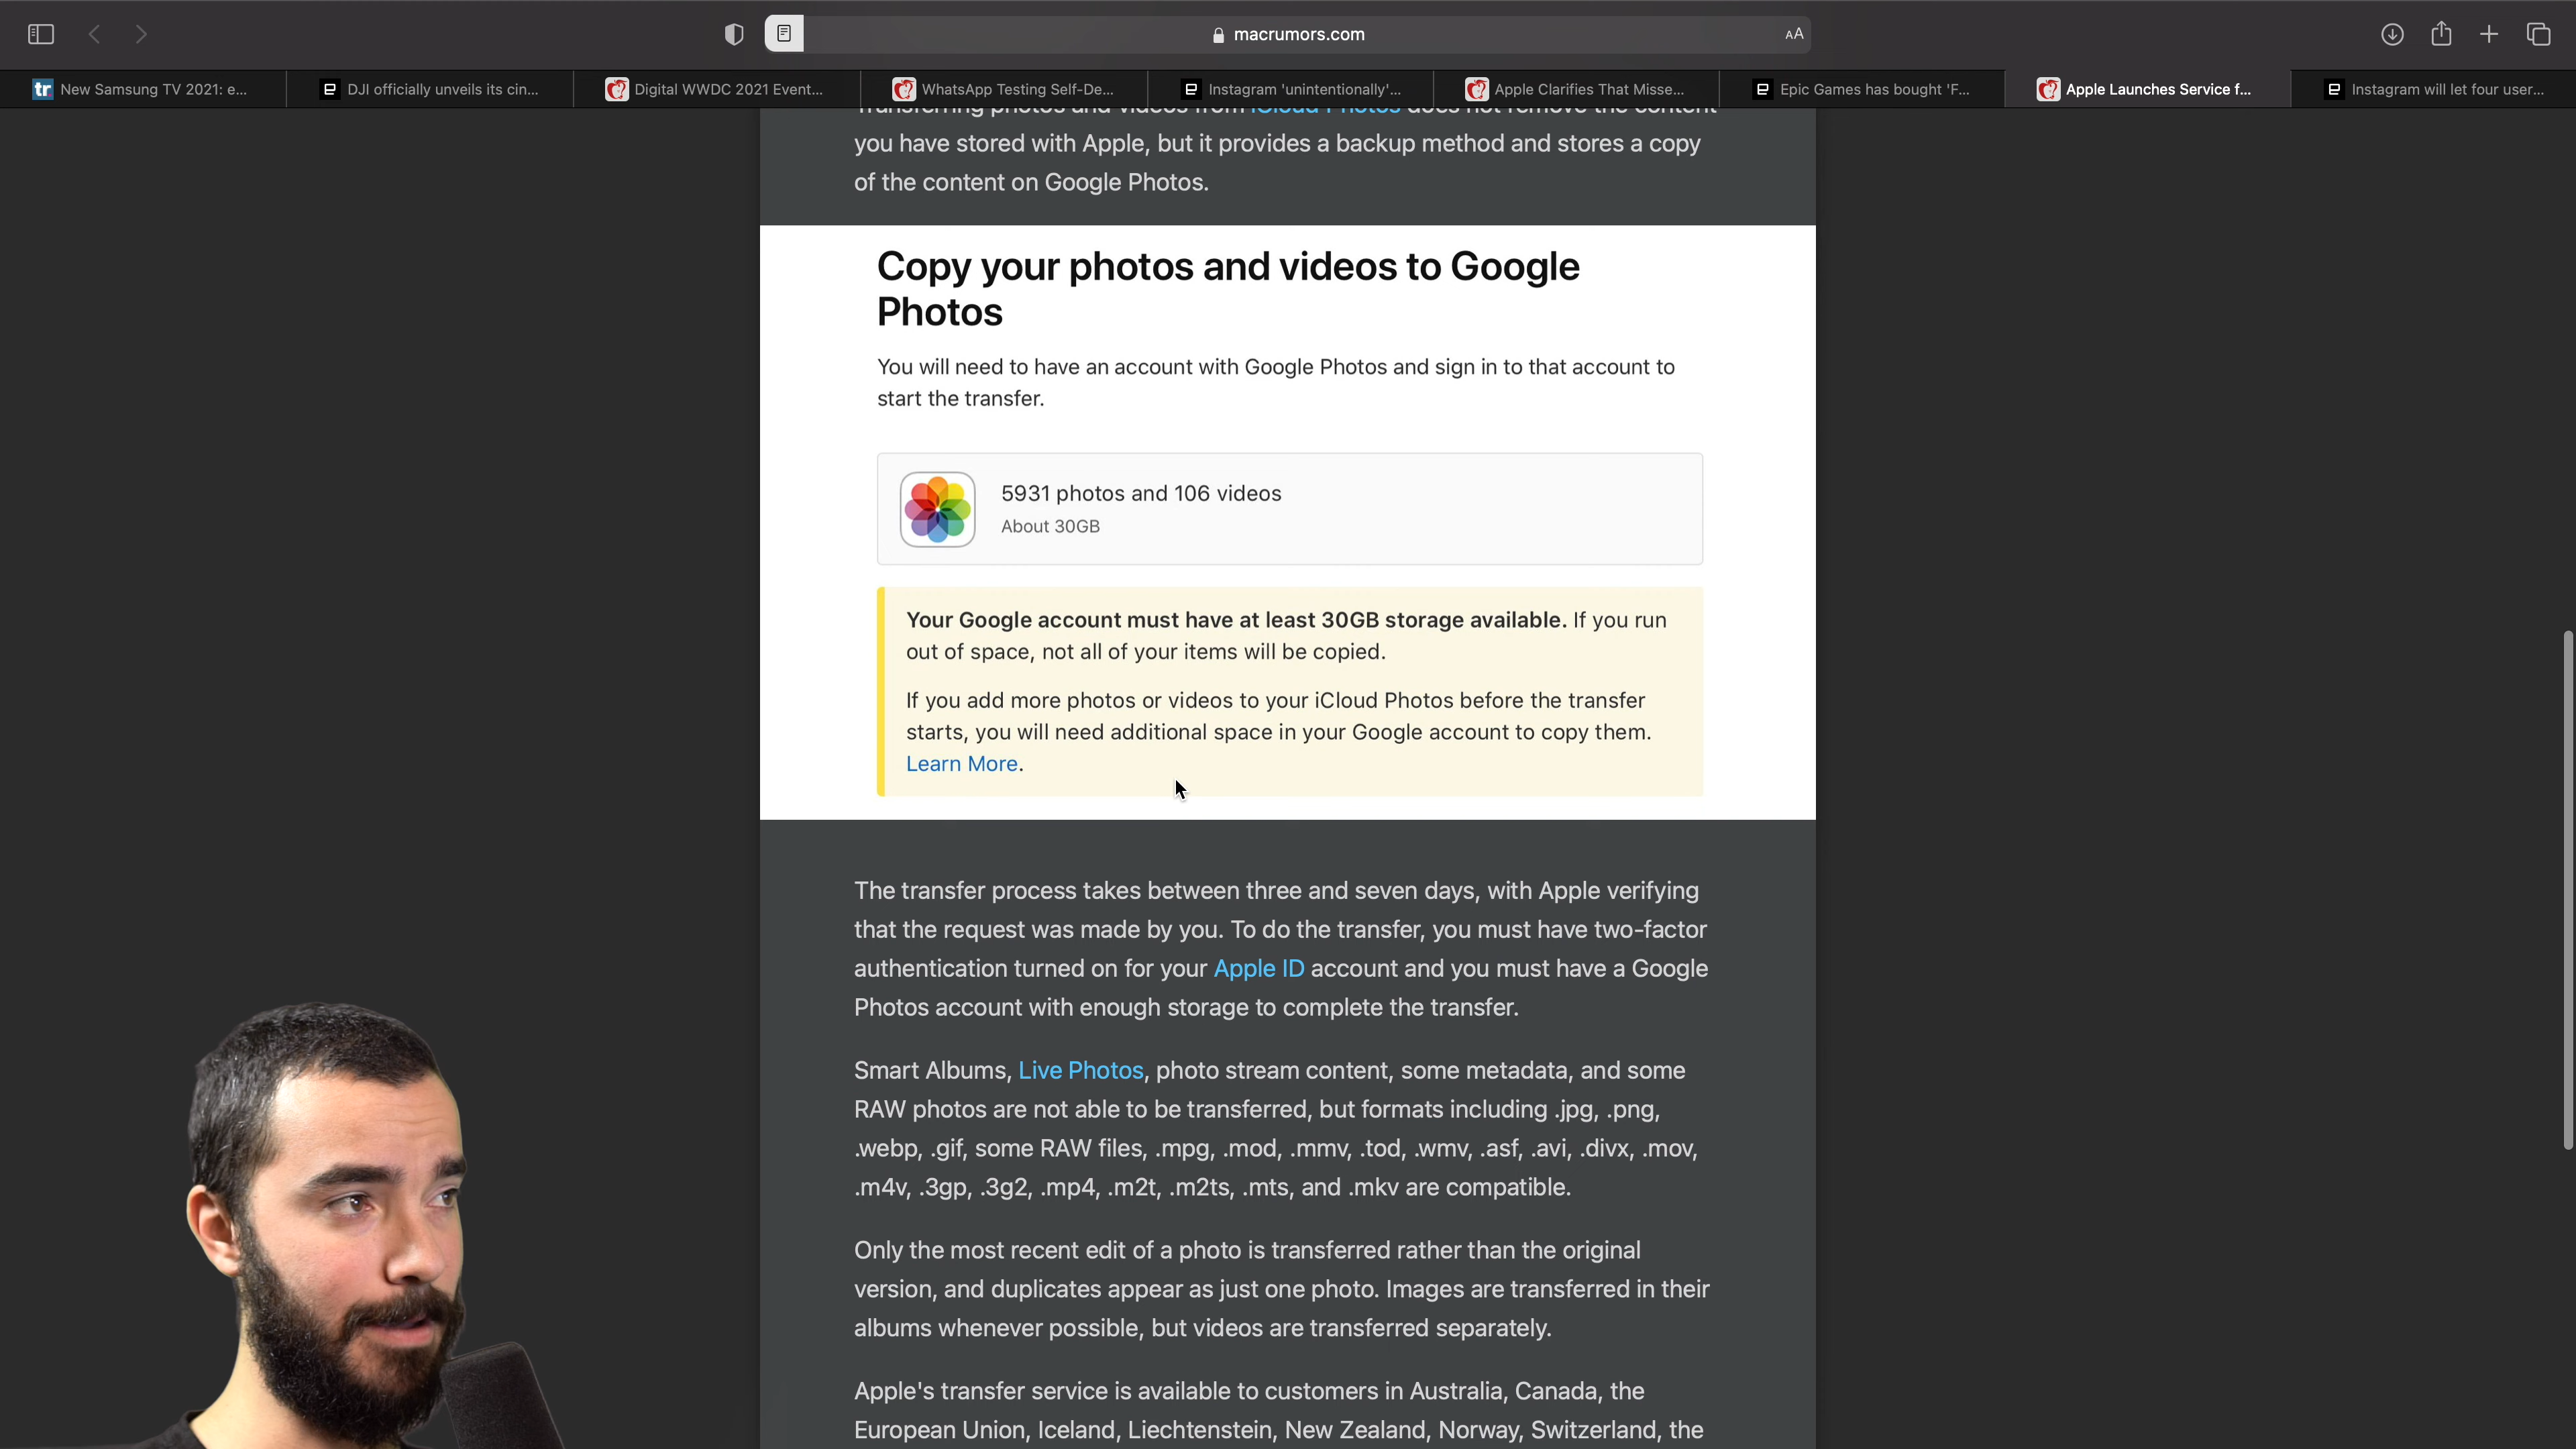 macrumors.com
AA
tr New Samsung TV 2021: e...
DJI officially unveils its cin...
Digital WWDC 2021 Event...
WhatsApp Testing Self-De...
Instagram 'unintentionally'...
Apple Clarifies That Misse...
Epic Games has bought 'F...
Apple Launches Service f...
Instagram will let four user...
Transferring photos and videos from iCloud Photos does not remove the content
you have stored with Apple, but it provides a backup method and stores a copy
of the content on Google Photos.
Copy your photos and videos to Google
Photos
You will need to have an account with Google Photos and sign in to that account to
start the transfer.
5931 photos and 106 videos
About 30GB
Your Google account must have at least 30GB storage available. If you run
out of space, not all of your items will be copied.
If you add more photos or videos to your iCloud Photos before the transfer
starts, you will need additional space in your Google account to copy them.
Learn More.
The transfer process takes between three and seven days, with Apple verifying
that the request was made by you. To do the transfer, you must have two-factor
authentication turned on for your Apple ID account and you must have a Google
Photos account with enough storage to complete the transfer.
Smart Albums, Live Photos, photo stream content, some metadata, and some
RAW photos are not able to be transferred, but formats including .jpg, .png,
.webp, .gif, some RAW files, .mpg, .mod, .mmv, .tod, .wmv, .asf, .avi, .divx, .mov,
.m4v, .3gp, .3g2, .mp4, .m2t, .m2ts, .mts, and .mkv are compatible.
Only the most recent edit of a photo is transferred rather than the original
version, and duplicates appear as just one photo. Images are transferred in their
albums whenever possible, but videos are transferred separately.
Apple's transfer service is available to customers in Australia, Canada, the
European Union, Iceland, Liechtenstein, New Zealand, Norway, Switzerland, the